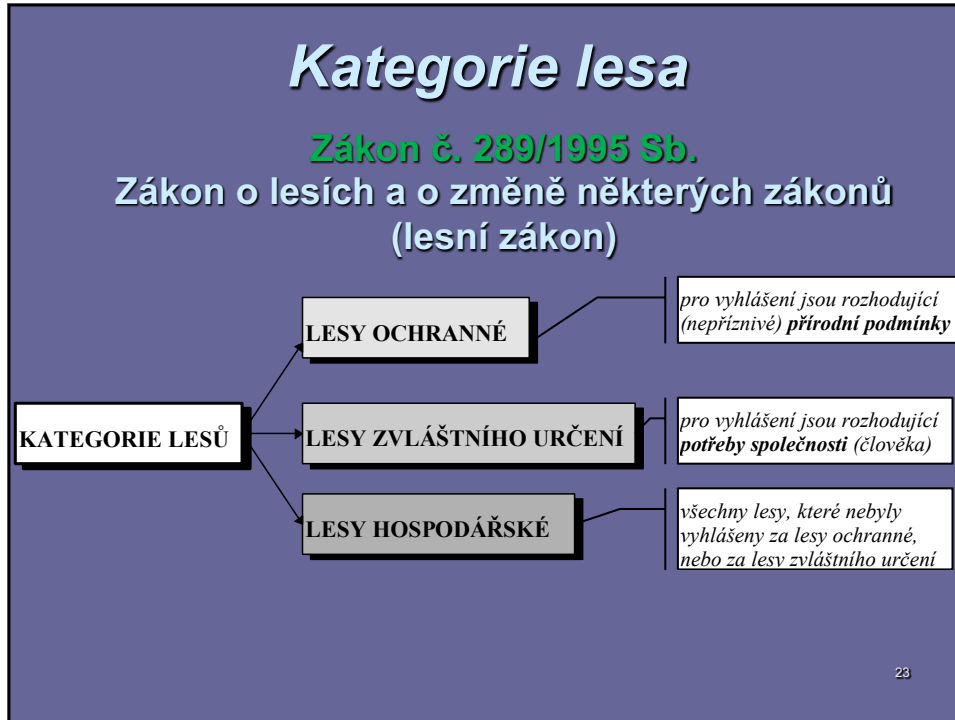 Kategorie lesa
Zákon č. 289/1995 Sb.
Zákon o lesích a o změně některých zákonů
(lesní zákon)
KATEGORIE LESŮ
LESY OCHRANNÉ
pro vyhlášení jsou rozhodující
(nepříznivé) přírodní podmínky
LESY ZVLÁŠTNÍHO URČENÍ
pro vyhlášení jsou rozhodující
potřeby společnosti (člověka)
LESY HOSPODÁŘSKÉ
všechny lesy, které nebyly
vyhlášeny za lesy ochranné,
nebo za lesy zvláštního určení
23